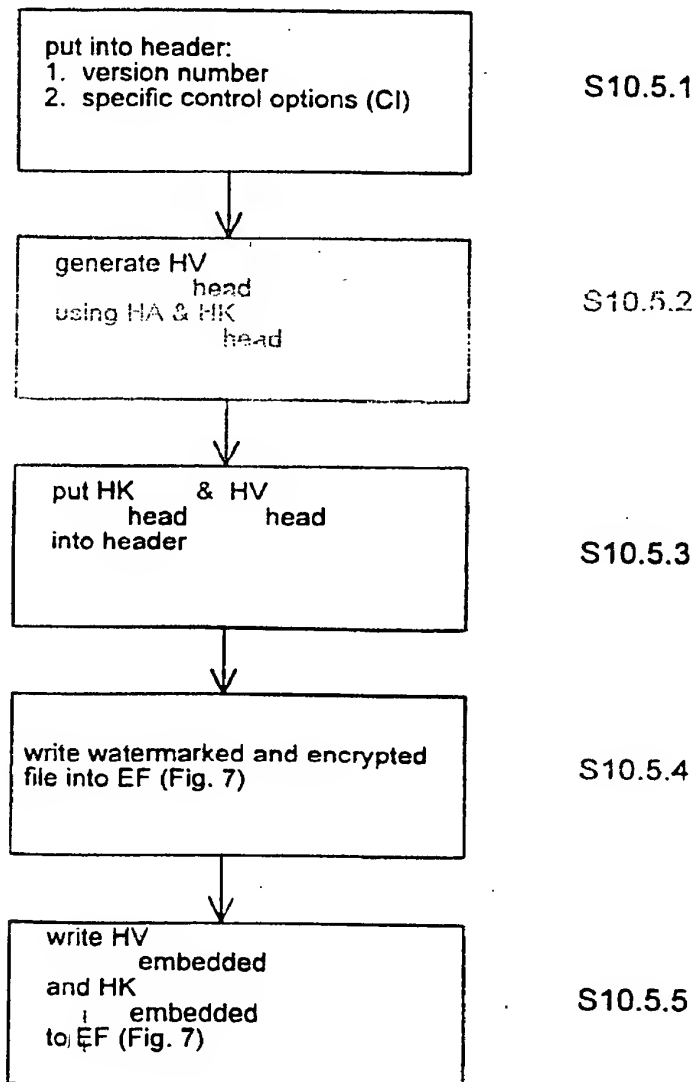 put into header:
1. version number
2. specific control options (CI)
S10.5.1
generate HV
head
using HA & HK
head
S10.5.2
put HK & HV
head head
into header
S10.5.3
write watermarked and encrypted
file into EF (Fig. 7)
S10.5.4
write HV
embedded
and HK
embedded
to EF (Fig. 7)
S10.5.5